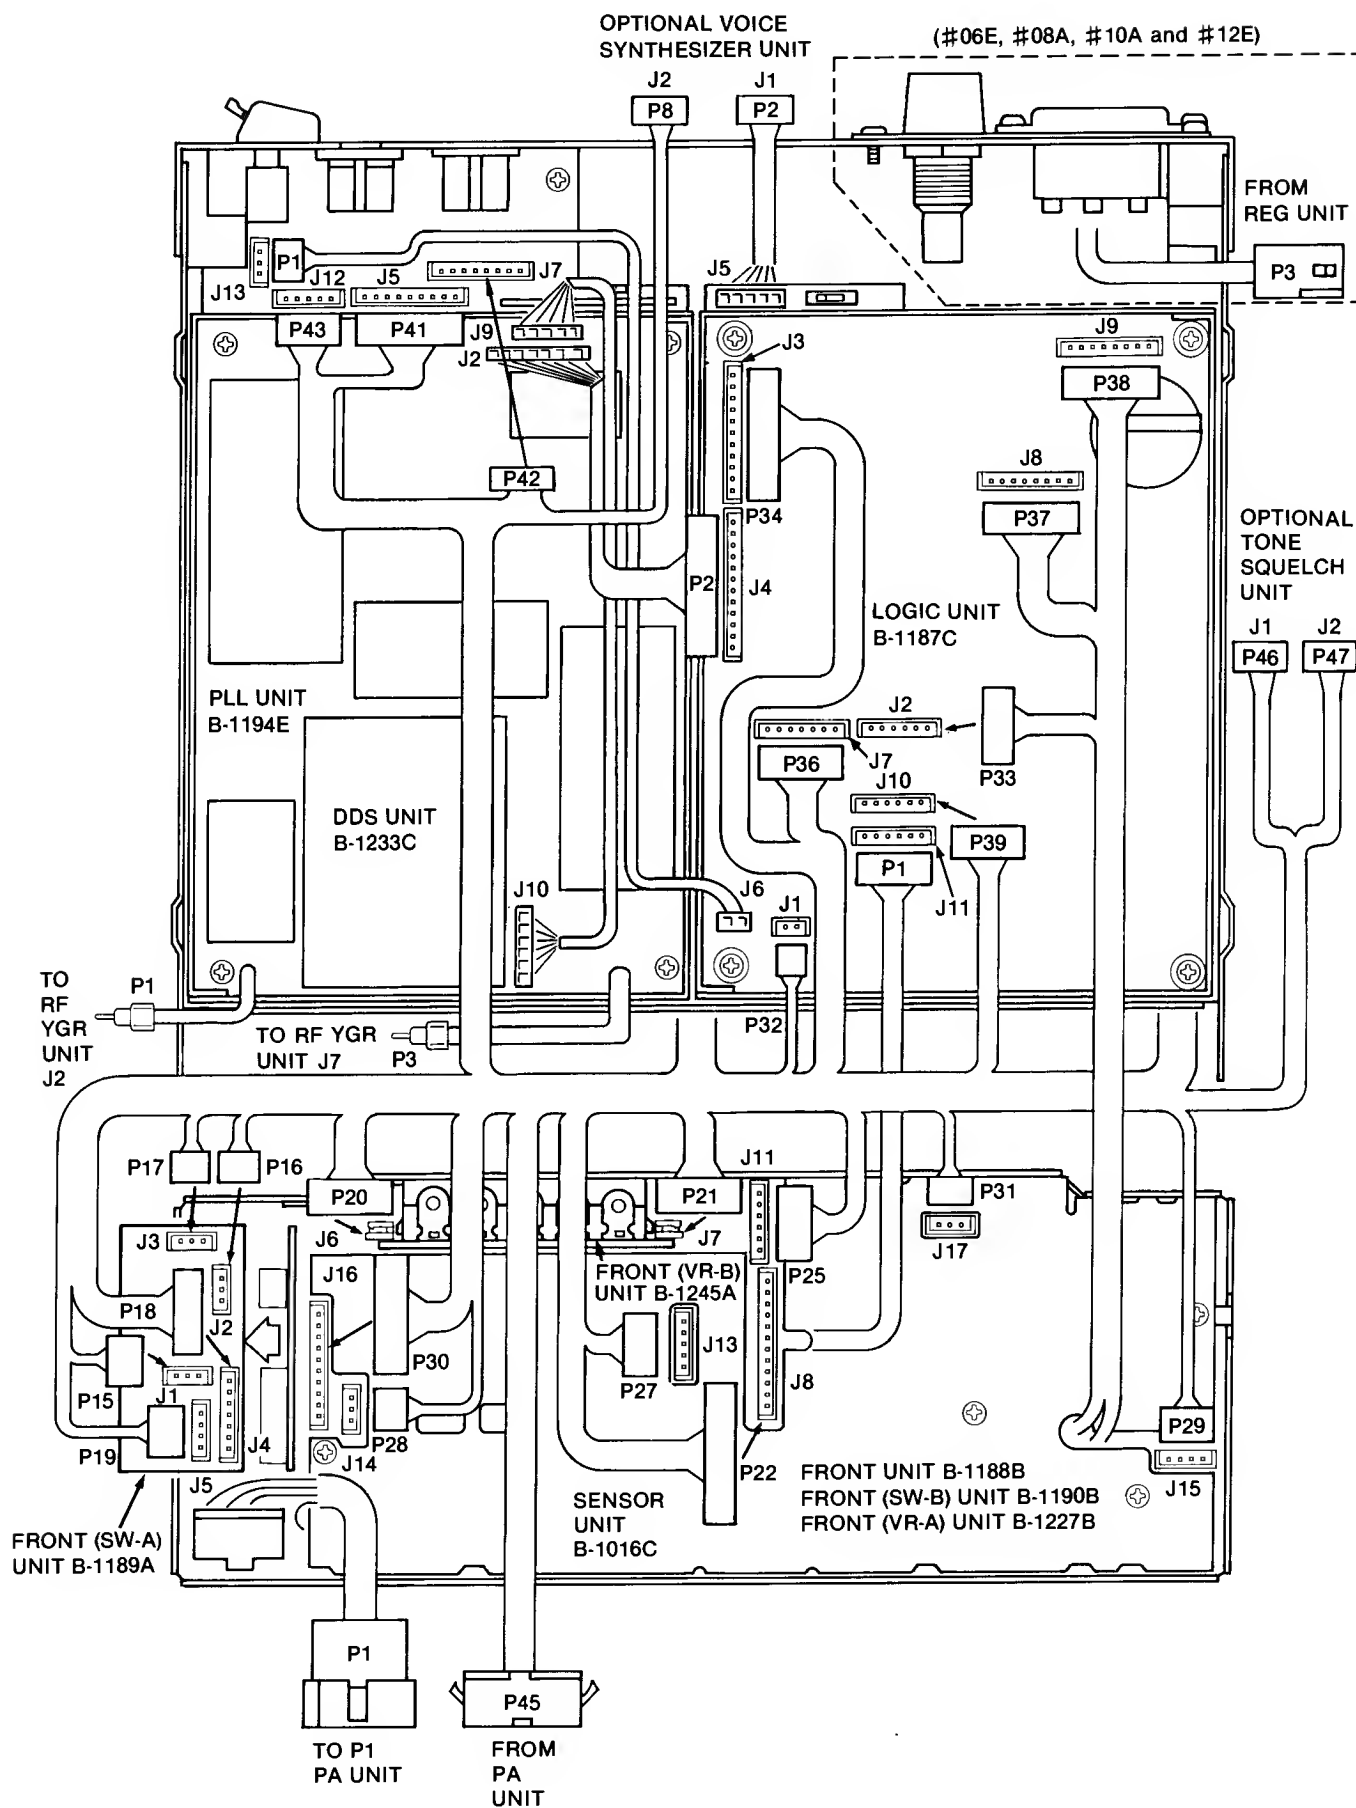 OPTIONAL VOICE
SYNTHESIZER UNIT
(#06E, #08A, #10A and #12E)
J2
J1
P8
P2
FROM
REG UNIT
P3
P1
J13
J12
J5
J7
J5
P43
P41
J9
J2
J3
J9
P38
P42
J8
P34
P37
OPTIONAL
TONE
SQUELCH
UNIT
P2
J4
LOGIC UNIT
B-1187C
J1
J2
P46
P47
PLL UNIT
B-1194E
J2
J7
P36
P33
J10
DDS UNIT
B-1233C
P39
P1
J10
J6
J1
J11
TO
RF
YGR
UNIT
J2
P1
TO RF YGR
UNIT J7
P3
P32
P17
P16
J11
P20
P21
P31
J3
J6
J7
J17
J16
FRONT (VR-B)
UNIT B-1245A
P25
P18
J2
J13
P30
P15
J1
P27
J8
P19
J4
P28
P29
J5
J14
P22
J15
FRONT UNIT B-1188B
FRONT (SW-B) UNIT B-1190B
FRONT (VR-A) UNIT B-1227B
SENSOR
UNIT
B-1016C
FRONT (SW-A)
UNIT B-1189A
P1
P45
TO P1
PA UNIT
FROM
PA
UNIT